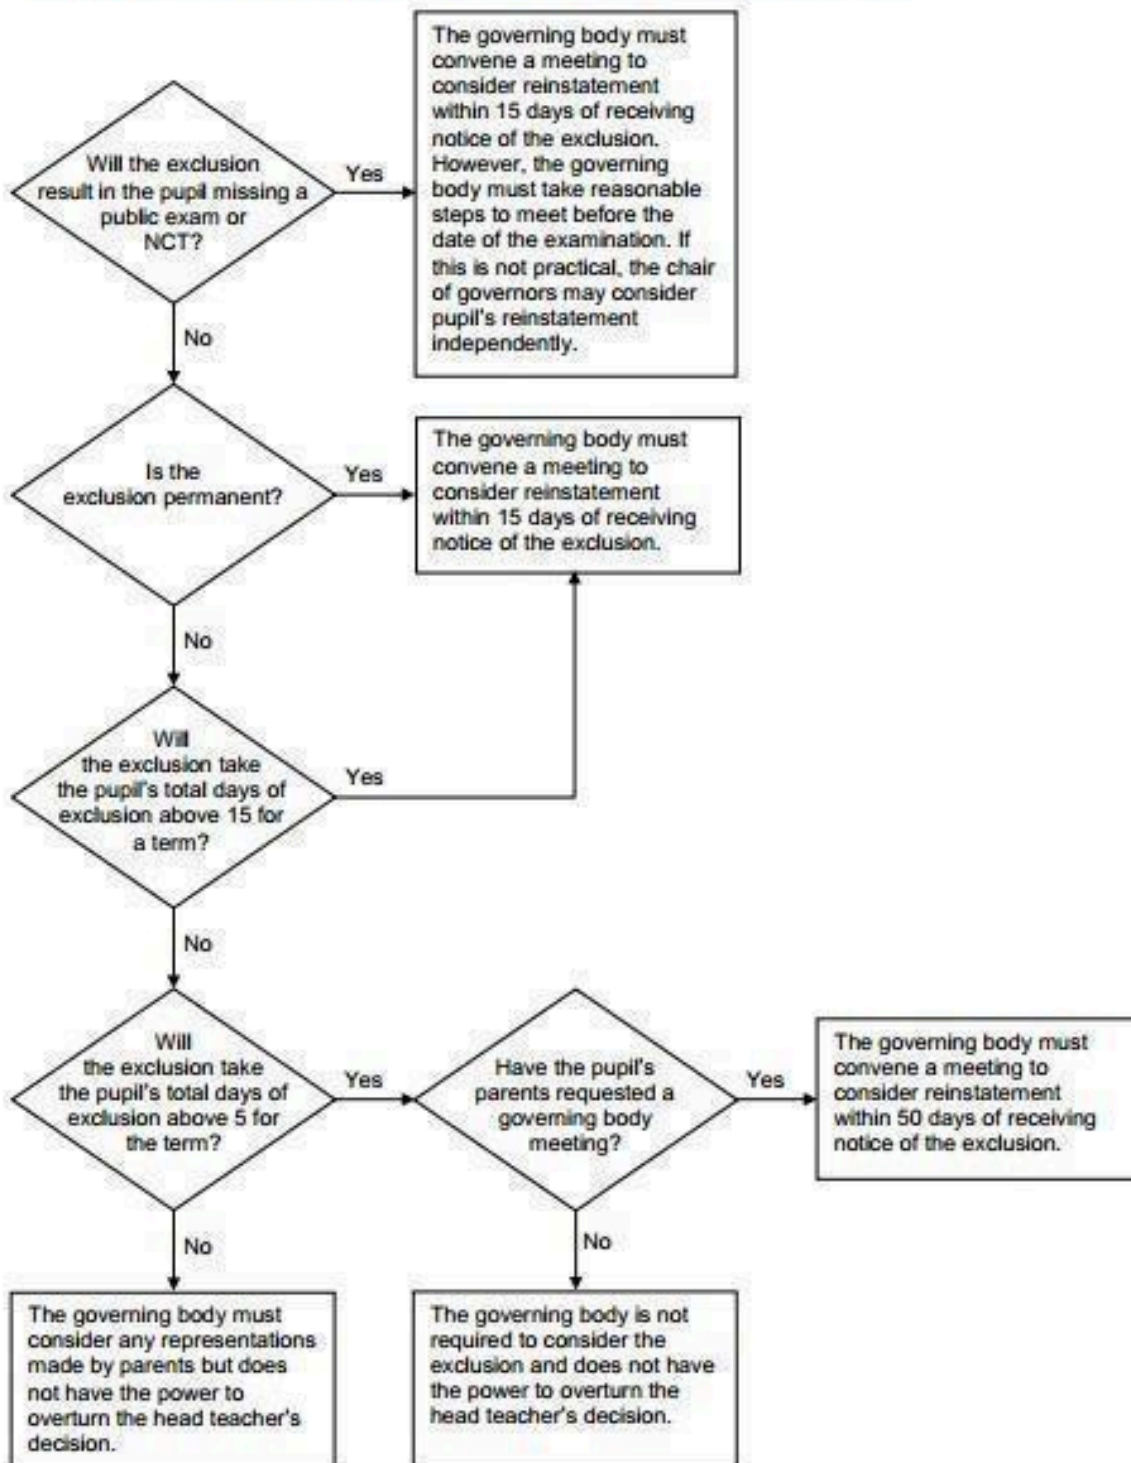 The governing body must
convene a meeting to
consider reinstatement
within 15 days of receiving
notice of the exclusion.
However, the governing
body must take reasonable
steps to meet before the
date of the examination. If
this is not practical, the chair
of governors may consider
pupil's reinstatement
independently.
Will the exclusion
result in the pupil missing a
public exam or
NCT?
Yes
No
Is the
exclusion permanent?
Yes
The governing body must
convene a meeting to
consider reinstatement
within 15 days of receiving
notice of the exclusion.
No
Will
the exclusion take
the pupil's total days of
exclusion above 15 for
a term?
Yes
No
Will
the exclusion take
the pupil's total days of
exclusion above 5 for
the term?
Yes
Have the pupil's
parents requested a
governing body
meeting?
Yes
The governing body must
convene a meeting to
consider reinstatement
within 50 days of receiving
notice of the exclusion.
No
No
The governing body must
consider any representations
made by parents but does
not have the power to
overturn the head teacher's
decision.
The governing body is not
required to consider the
exclusion and does not have
the power to overturn the
head teacher's decision.